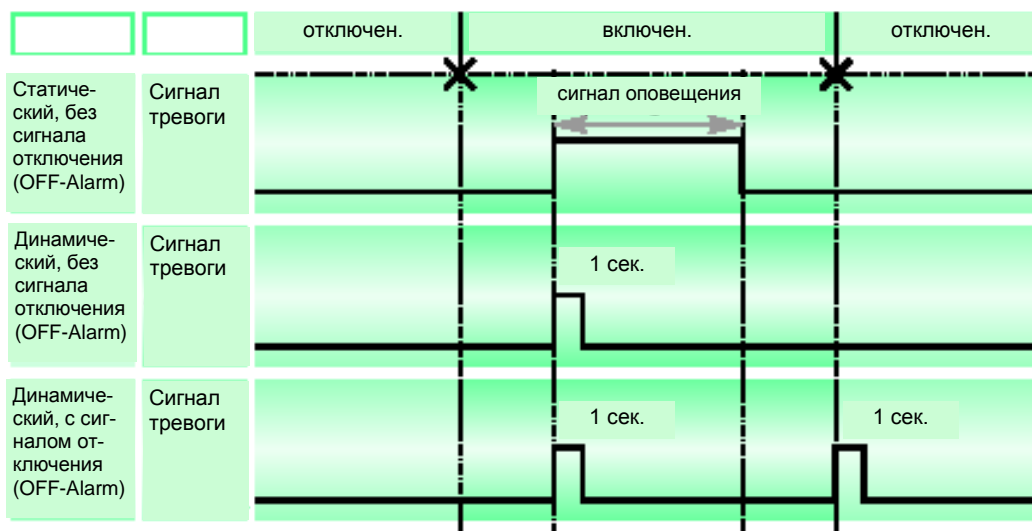 отключен.
включен.
отключен.
Статиче-
ский, без
сигнала
отключения
(OFF-Alarm)
Сигнал
тревоги
сигнал оповещения
Динамиче-
ский, без
сигнала
отключения
(OFF-Alarm)
Сигнал
тревоги
1 сек.
Динамиче-
ский, с сиг-
налом от-
ключения
(OFF-Alarm)
Сигнал
тревоги
1 сек.
1 сек.